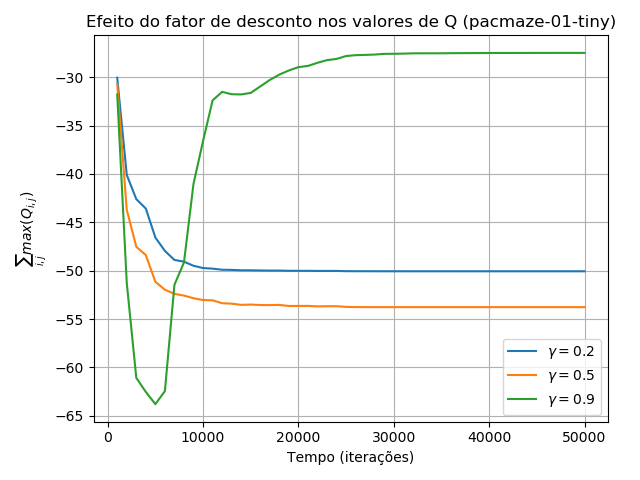 Efeito do fator de desconto nos valores de Q (pacmaze-01-tiny)
−30
−35
−40
−45
−50
−55
−60
−65
∑ max(Q_{i,j})
i,j
0
10000
20000
30000
40000
50000
Tempo (iterações)
γ = 0.2
γ = 0.5
γ = 0.9